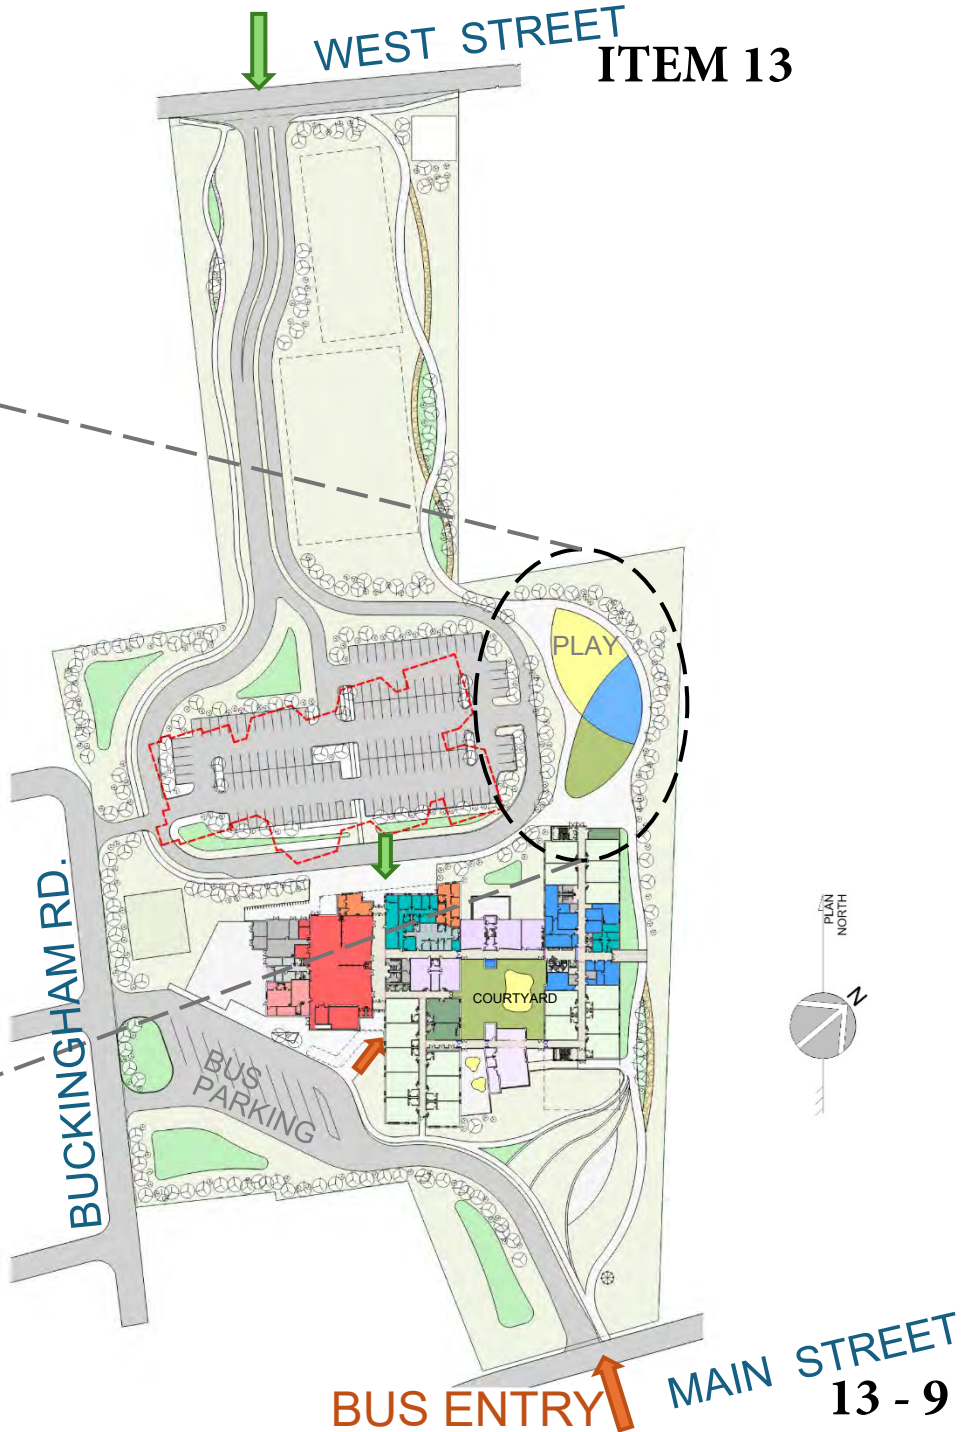 WEST STREET
ITEM 13
PLAY
BUCKINGHAM RD.
PLAN
NORTH
COURTYARD
N
BUS
PARKING
MAIN STREET
BUS ENTRY
13 - 9